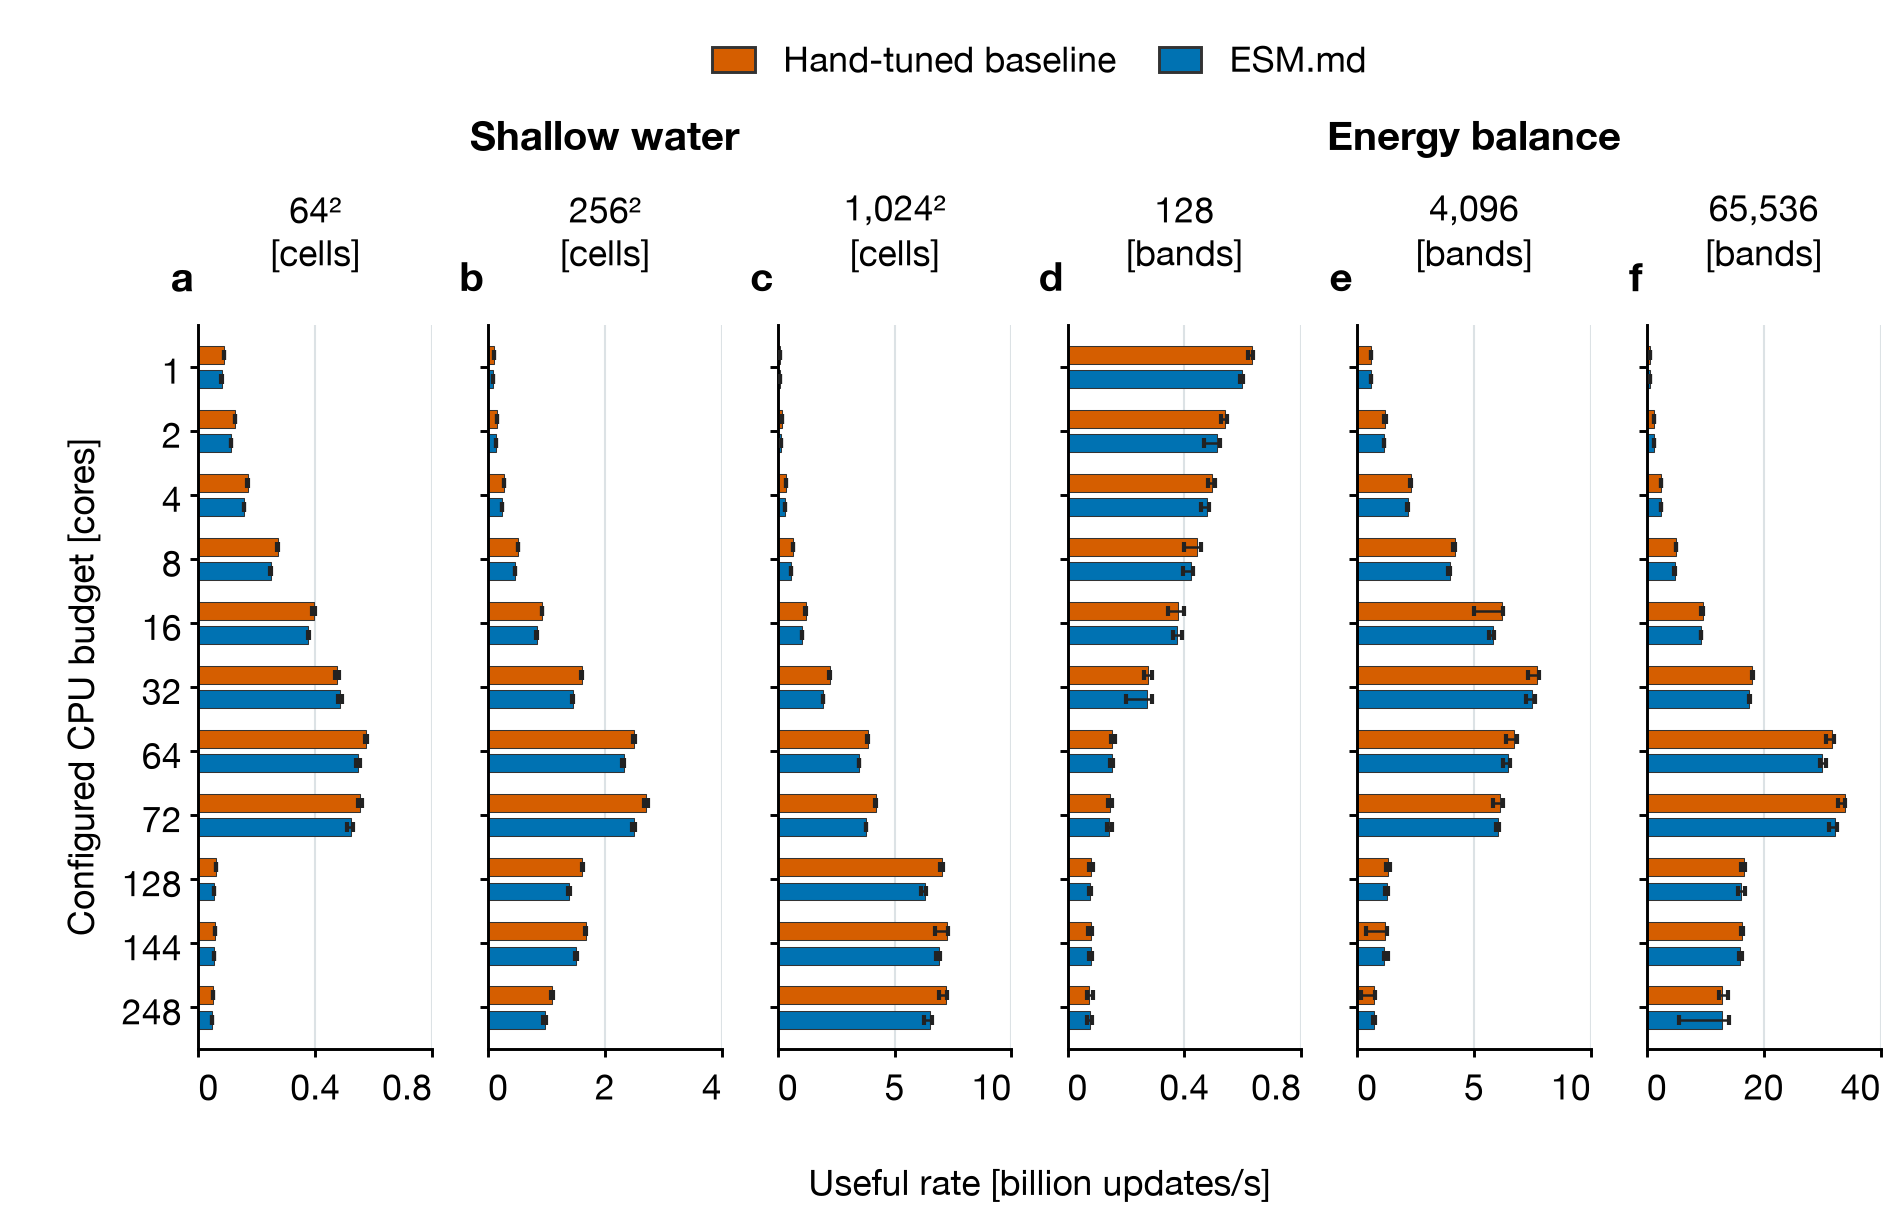 Hand-tuned baseline ESM.md
Shallow water Energy balance
64² 256² 1,024² 128 4,096 65,536
[cells] [cells] [cells] [bands] [bands] [bands]
a b c d e f
Configured CPU budget [cores]
1
2
4
8
16
32
64
72
128
144
248
0 0.4 0.8 0 2 4 0 5 10 0 0.4 0.8 0 5 10 0 20 40
Useful rate [billion updates/s]